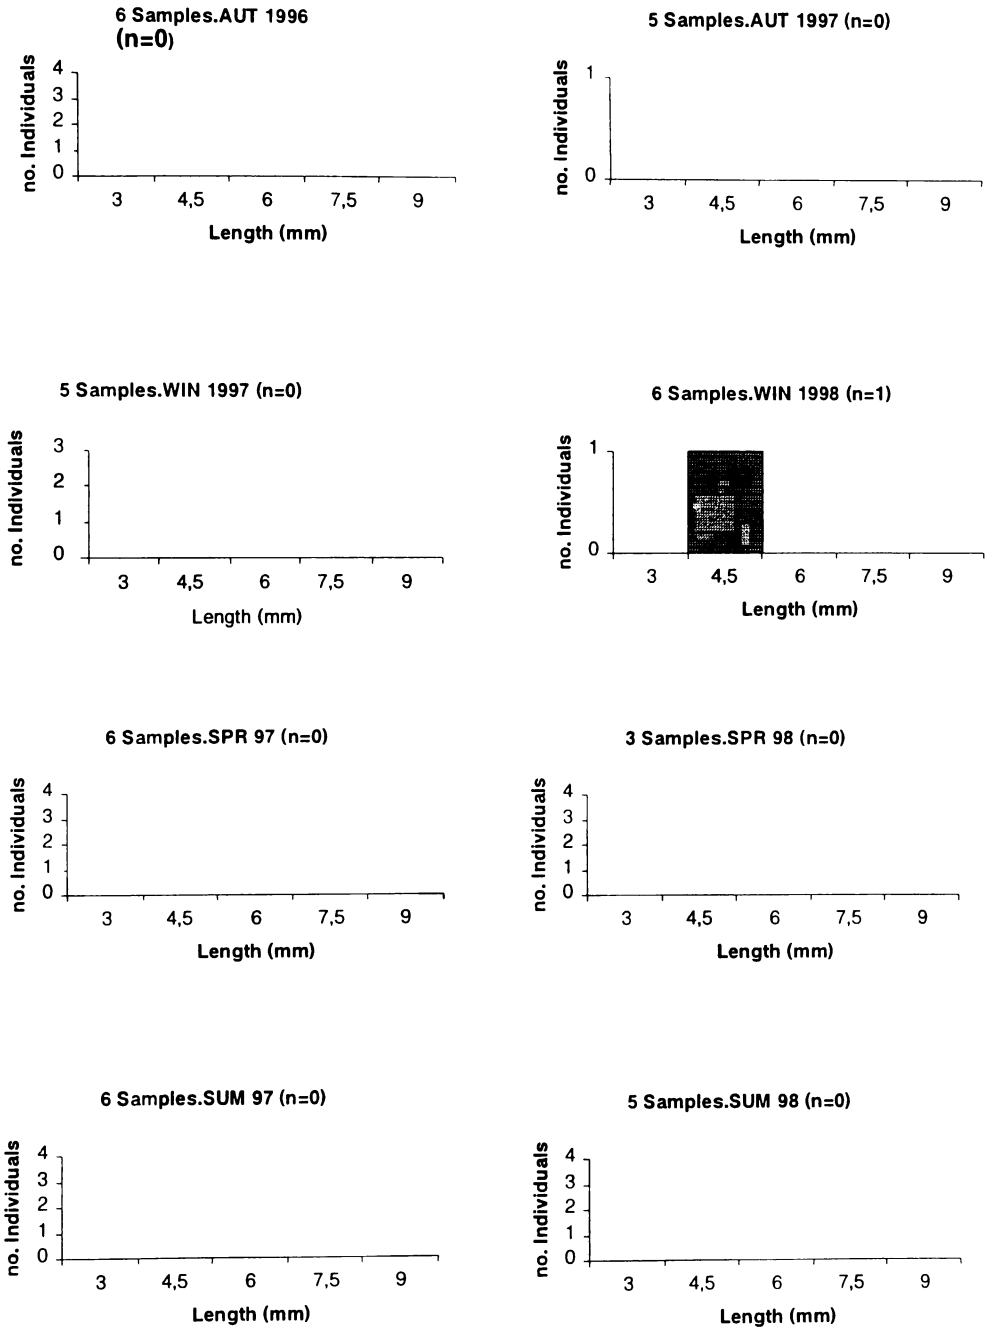 6 Samples.AUT 1996
(n=0)
no. Individuals
4
3
2
1
0
3 4,5 6 7,5 9
Length (mm)
5 Samples.AUT 1997 (n=0)
no. Individuals
1
0
3 4,5 6 7,5 9
Length (mm)
5 Samples.WIN 1997 (n=0)
no. Individuals
3
2
1
0
3 4,5 6 7,5 9
Length (mm)
6 Samples.WIN 1998 (n=1)
no. Individuals
1
0
3 4,5 6 7,5 9
Length (mm)
6 Samples.SPR 97 (n=0)
no. Individuals
4
3
2
1
0
3 4,5 6 7,5 9
Length (mm)
3 Samples.SPR 98 (n=0)
no. Individuals
4
3
2
1
0
3 4,5 6 7,5 9
Length (mm)
6 Samples.SUM 97 (n=0)
no. Individuals
4
3
2
1
0
3 4,5 6 7,5 9
Length (mm)
5 Samples.SUM 98 (n=0)
no. Individuals
4
3
2
1
0
3 4,5 6 7,5 9
Length (mm)